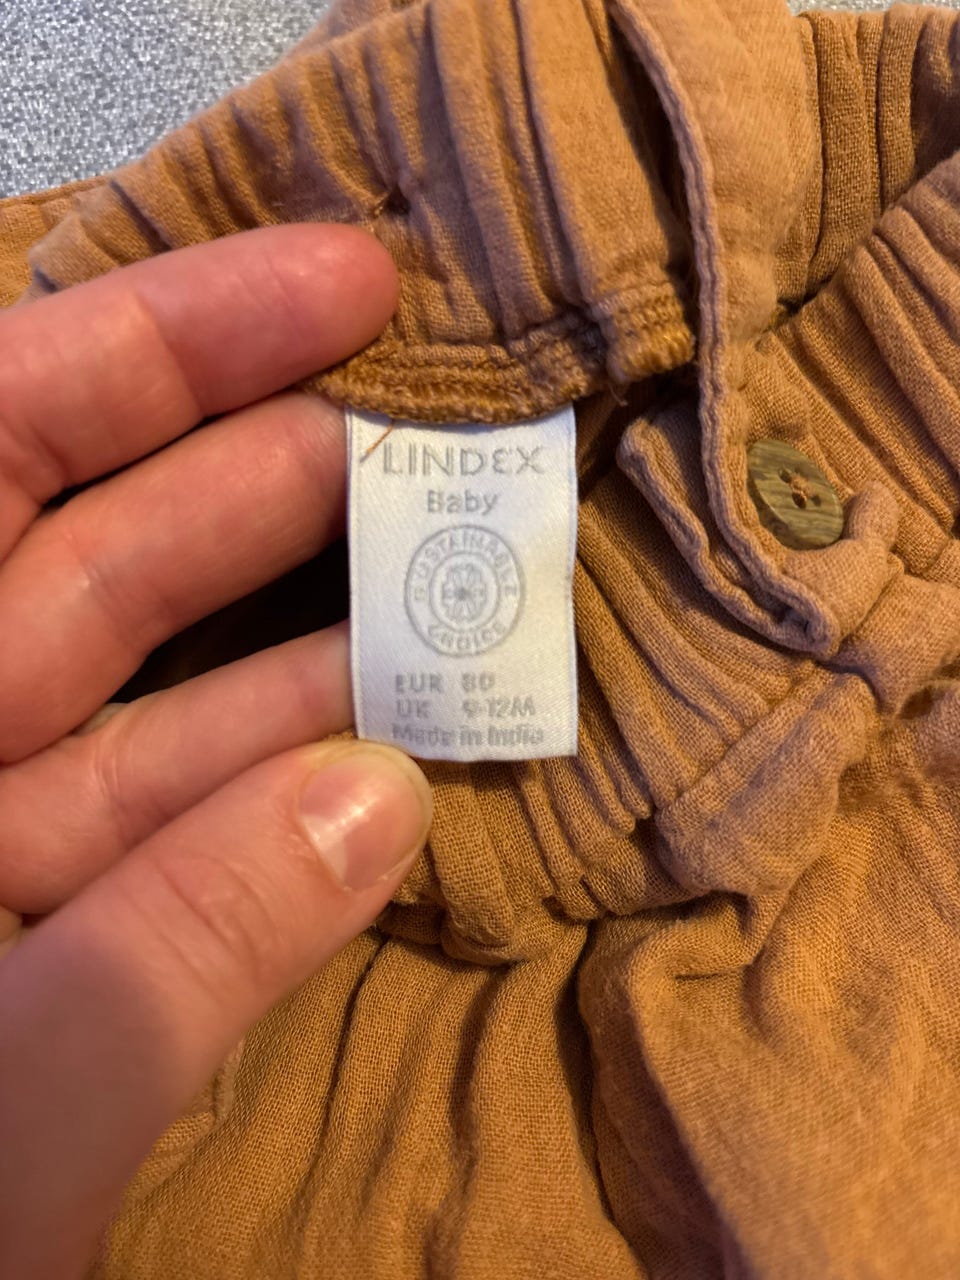 LINDEX
Baby
SUSTAINABLE
CHOICE
EUR 80
UK 9-12M
Made in India